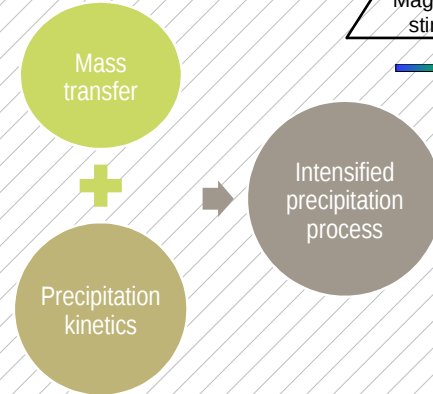 Mass
transfer
Intensified
precipitation
process
Precipitation
kinetics